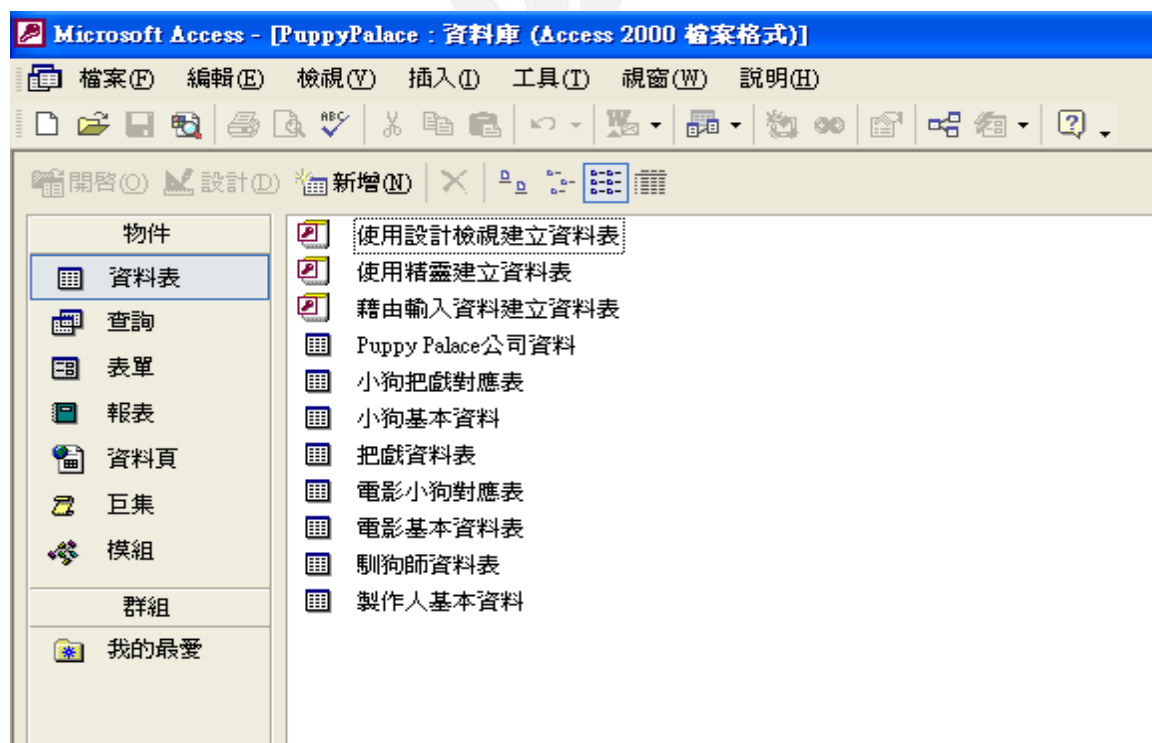 Microsoft Access - [PuppyPalace : 資料庫 (Access 2000 檔案格式)]
檔案(F) 編輯(E) 檢視(V) 插入(I) 工具(T) 視窗(W) 說明(H)
ABC
開啓(O) 設計(D) 新增(N)
物件
資料表
查詢
表單
報表
資料頁
巨集
模組
群組
我的最愛
使用設計檢視建立資料表
使用精靈建立資料表
藉由輸入資料建立資料表
Puppy Palace公司資料
小狗把戲對應表
小狗基本資料
把戲資料表
電影小狗對應表
電影基本資料表
馴狗師資料表
製作人基本資料